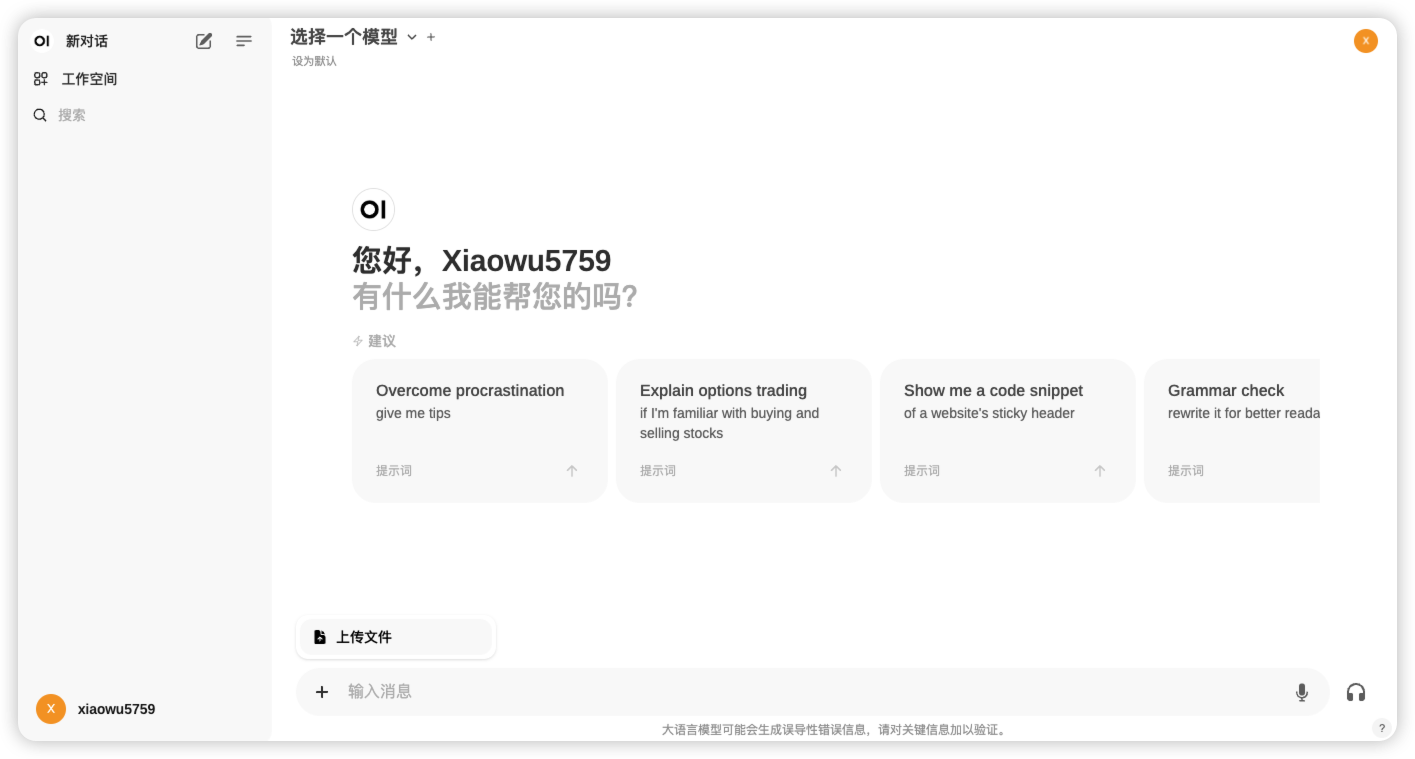 OI 新对话
工作空间
搜索
选择一个模型
设为默认
X
OI
您好，Xiaowu5759
有什么我能帮您的吗?
建议
Overcome procrastination
give me tips
提示词
Explain options trading
if I'm familiar with buying and
selling stocks
提示词
Show me a code snippet
of a website's sticky header
提示词
Grammar check
rewrite it for better reada
提示词
上传文件
输入消息
大语言模型可能会生成误导性错误信息，请对关键信息加以验证。
?
X xiaowu5759